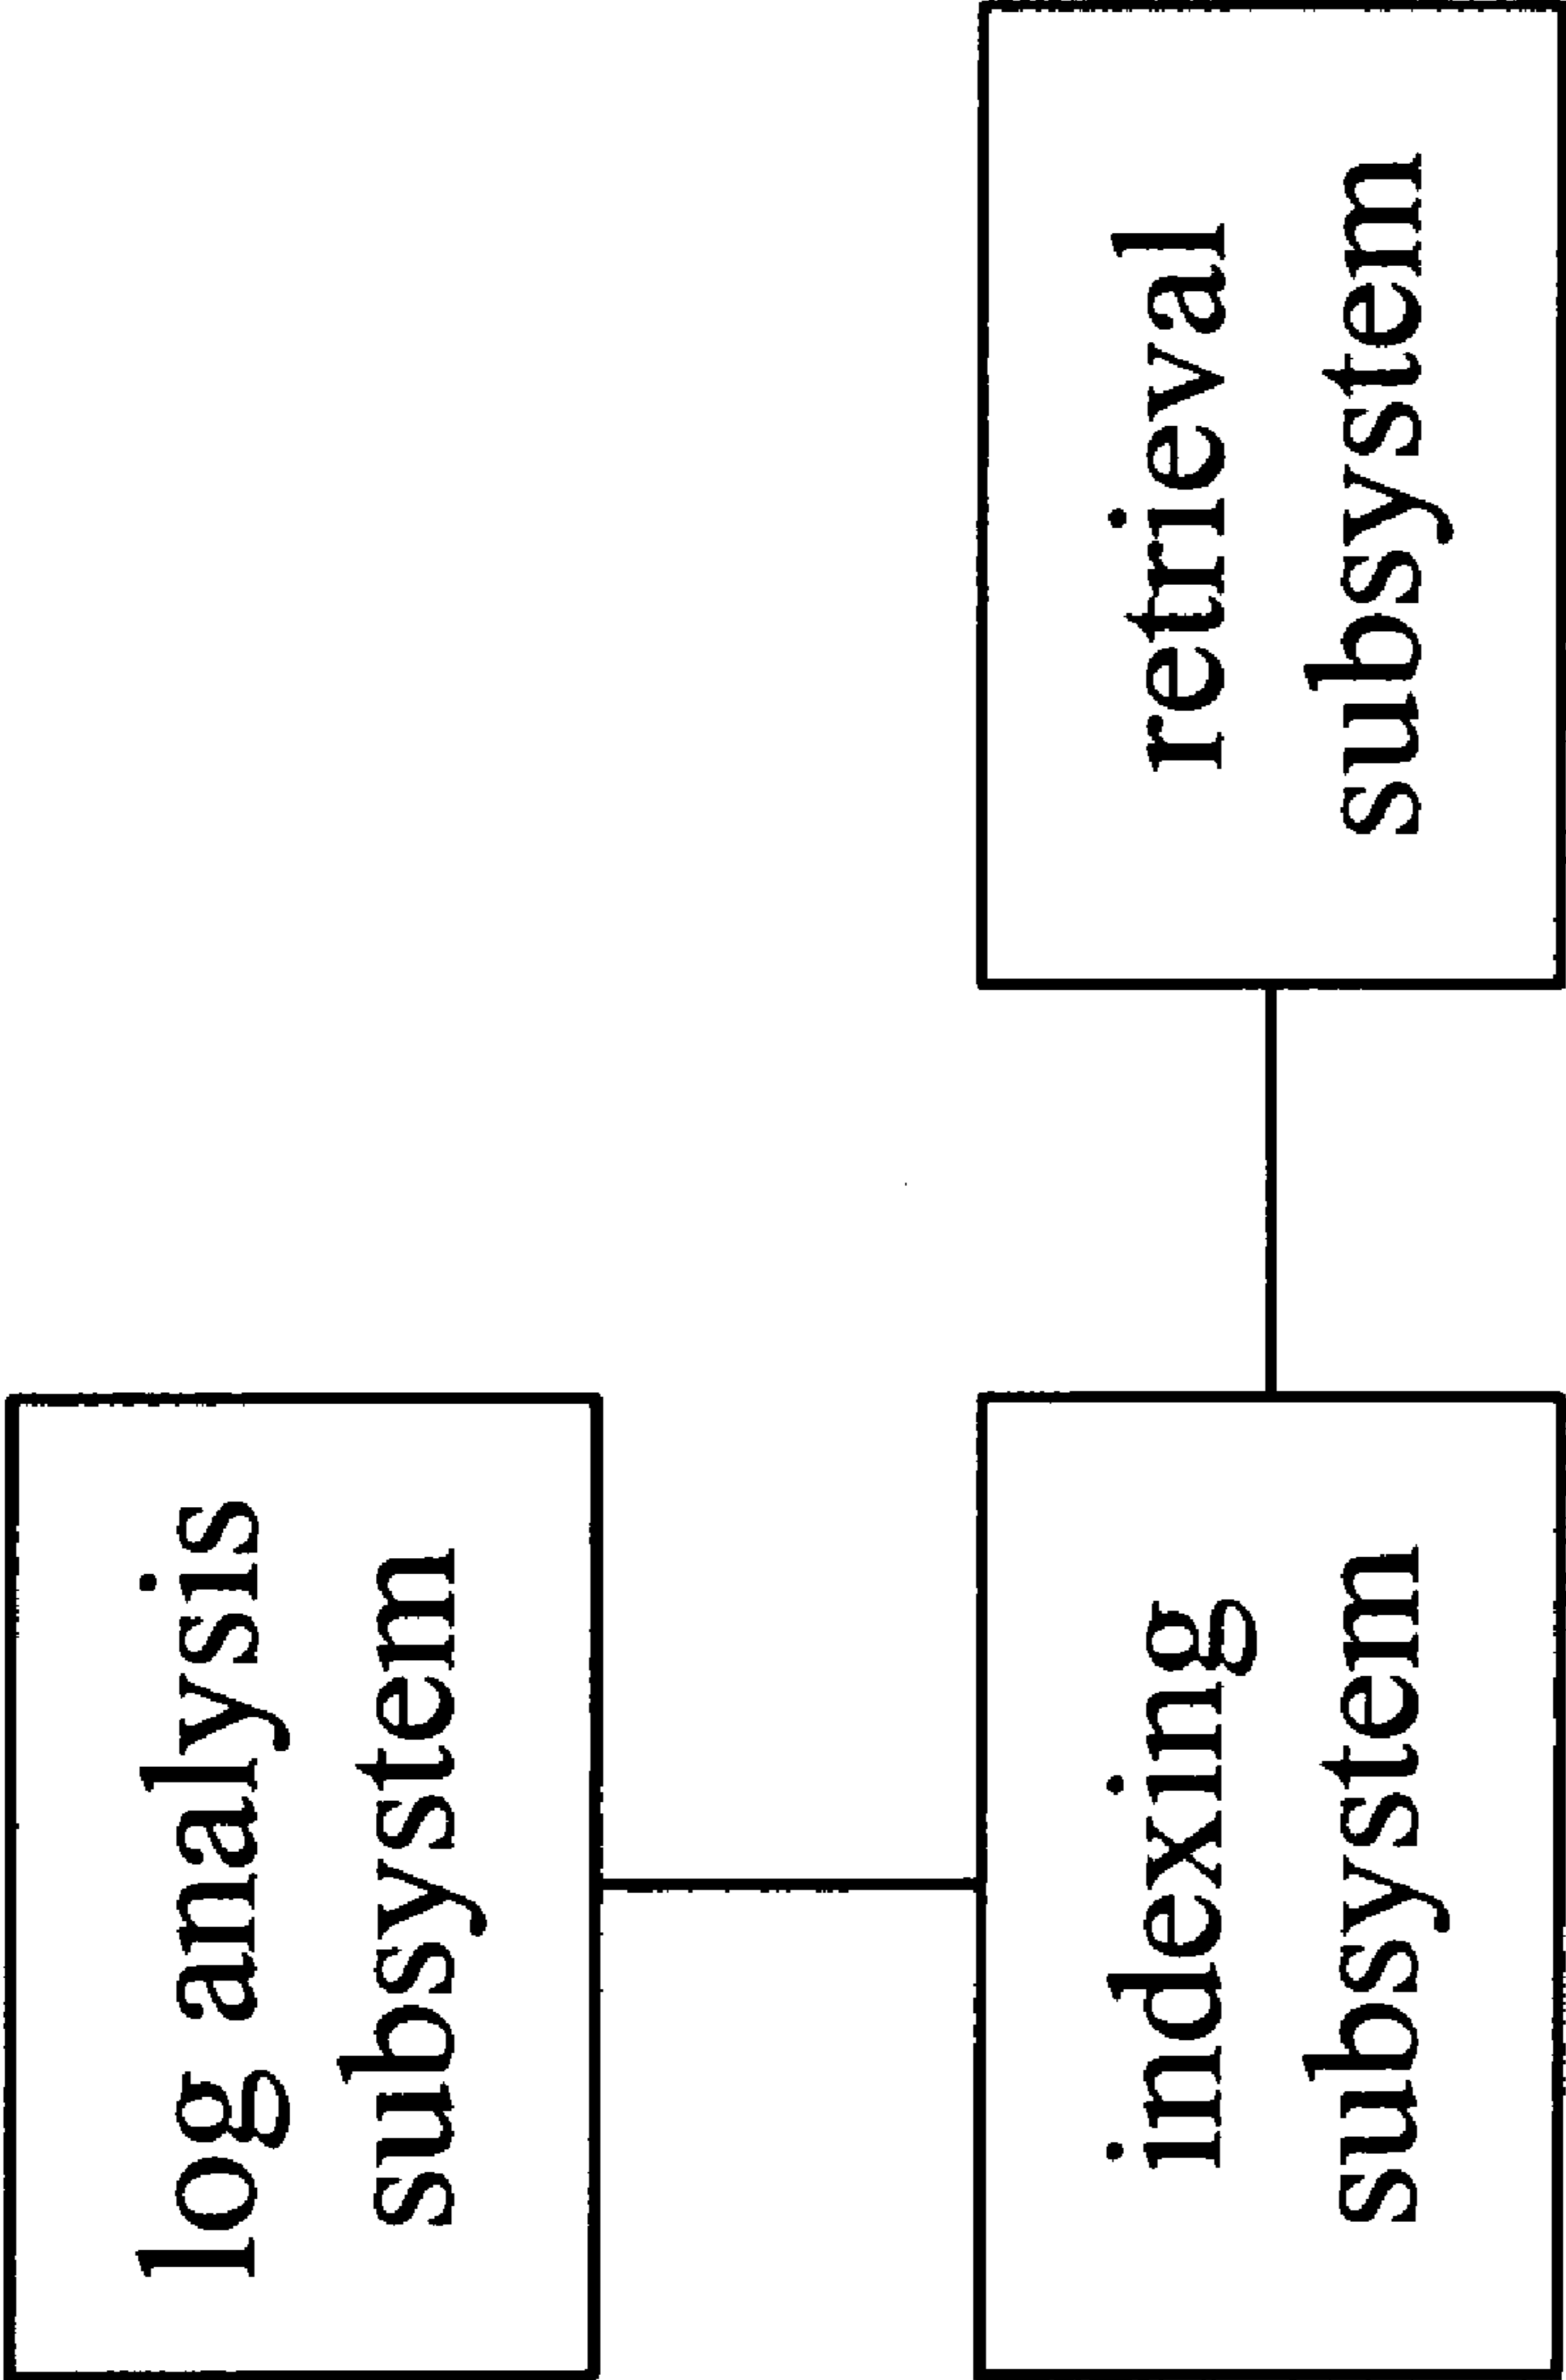 log analysis
subsystem
indexing
subsystem
retrieval
subsystem